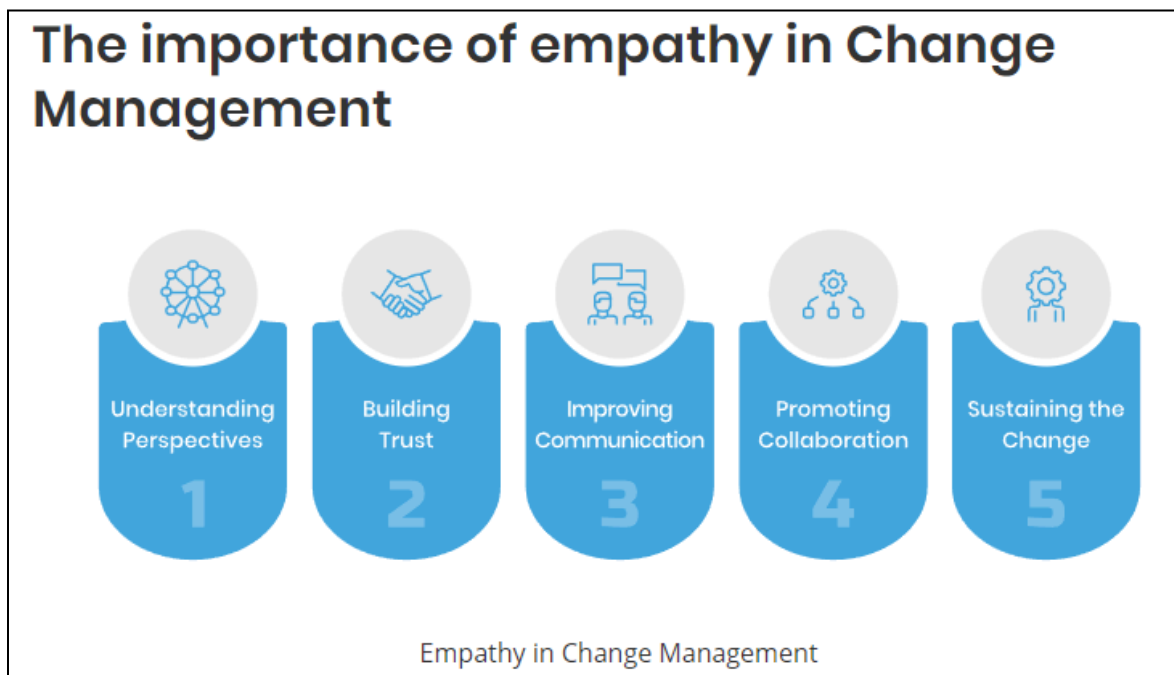 The importance of empathy in Change
Management
Understanding
Perspectives
1
Building
Trust
2
Improving
Communication
3
Promoting
Collaboration
4
Sustaining the
Change
5
Empathy in Change Management